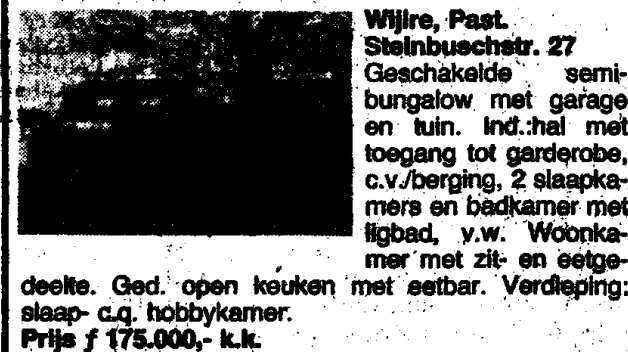 Wijlre, Past.
Steinbuschstr. 27
Geschakelde semi-
bungalow met garage
en tuin. Ind.:hal met
toegang tot garderobe,
c.v./berging, 2 slaapka-
mers en badkamer met
ligbad, v.w. Woonka-
mer met zit- en eetge-
deelte. Ged. open keuken met eetbar. Verdieping:
slaap- c.q. hobbykamer.
Prijs ƒ 175.000,- k.k.